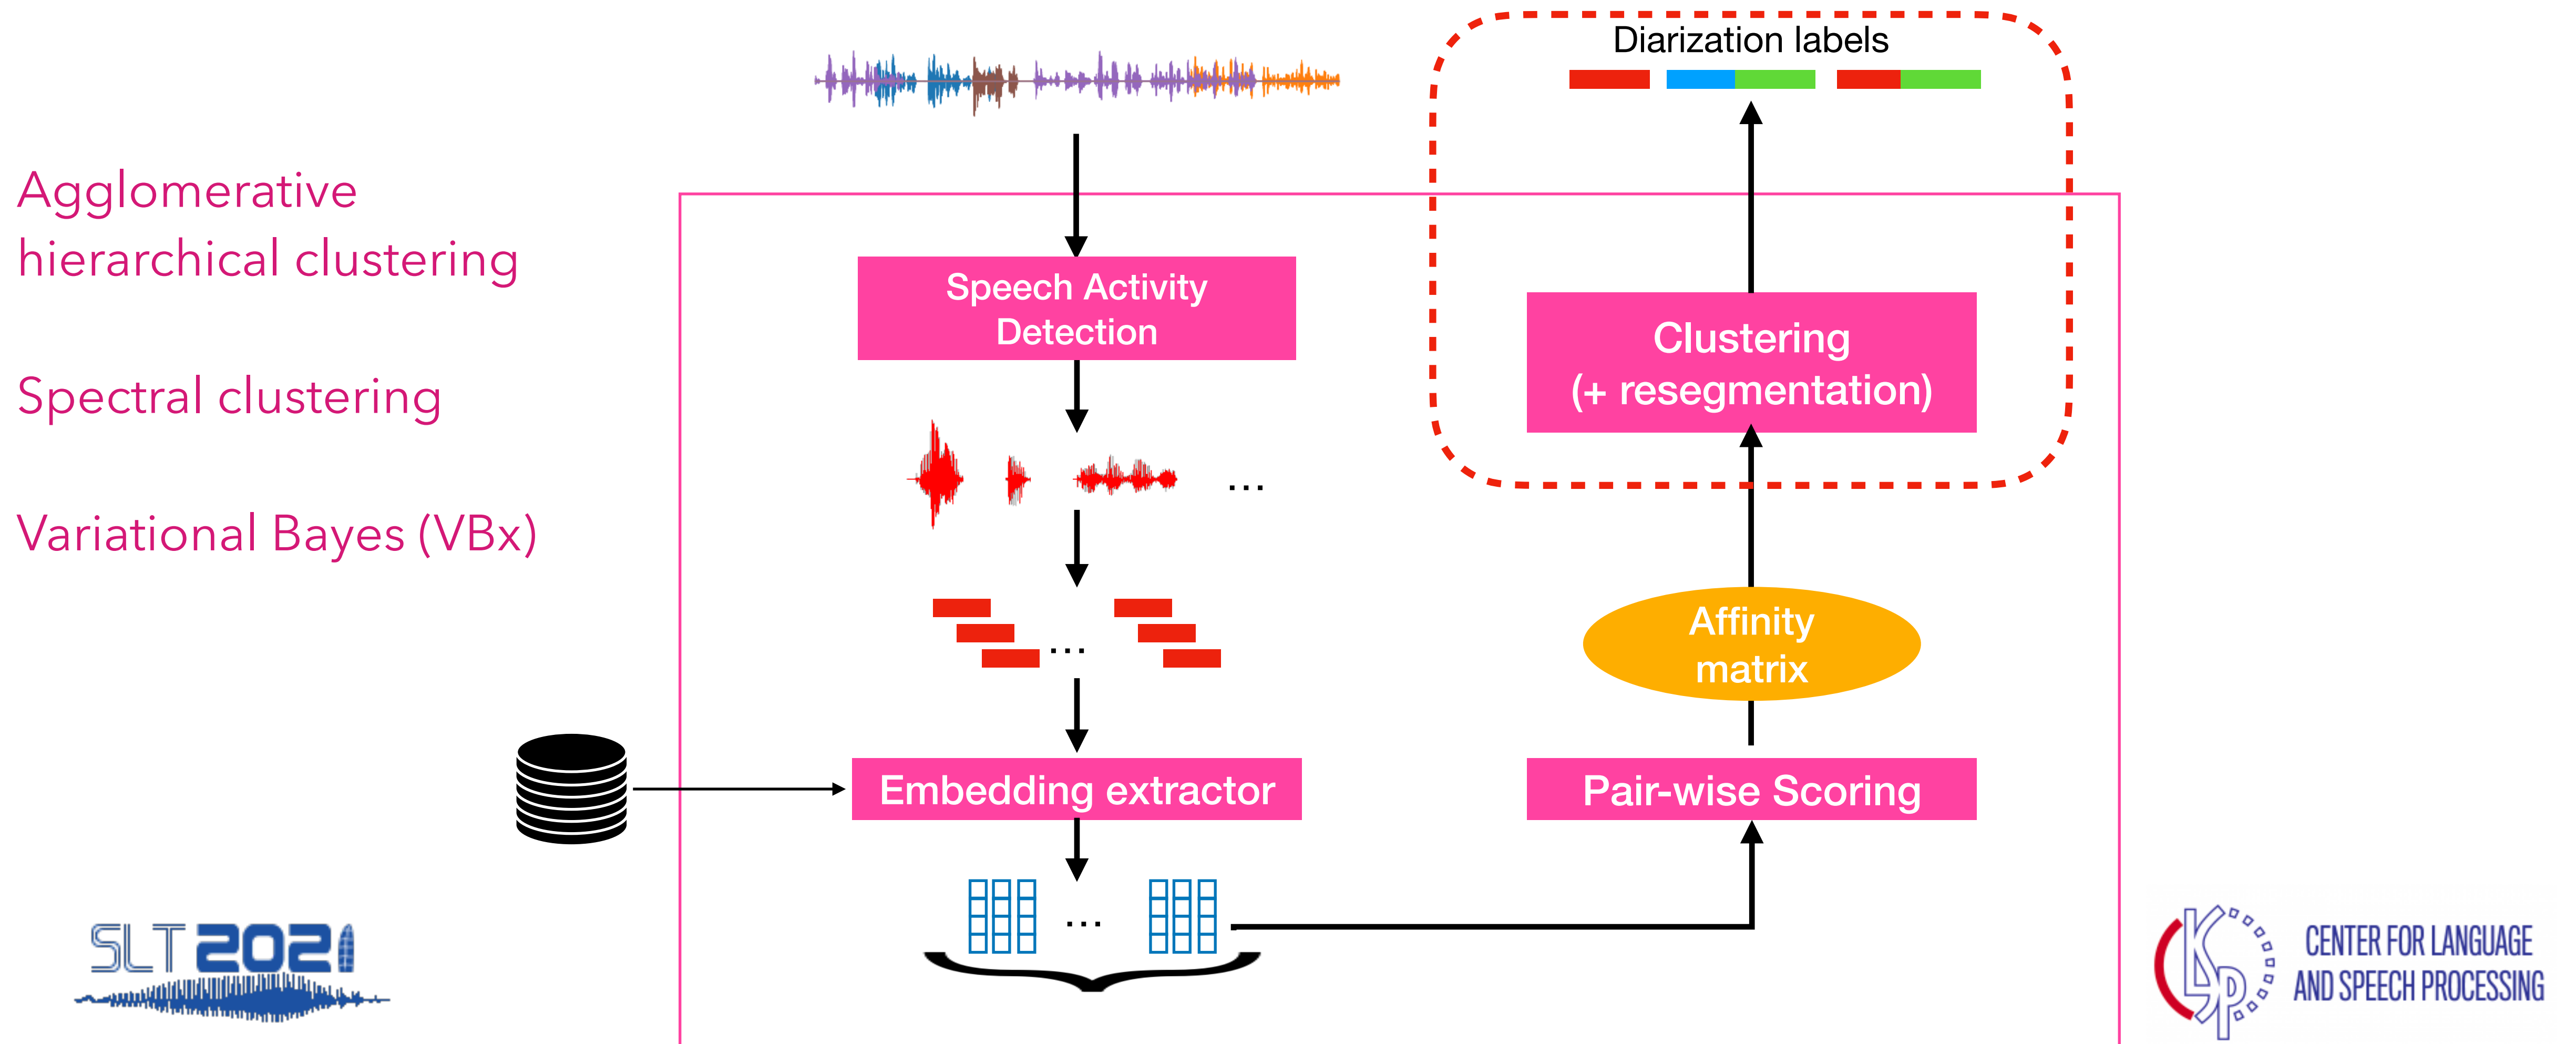 Agglomerative
hierarchical clustering
Spectral clustering
Variational Bayes (VBx)
Speech Activity
Detection
...
...
Embedding extractor
...
Diarization labels
Clustering
(+ resegmentation)
Affinity
matrix
Pair-wise Scoring
SLT 2021
CLSP
CENTER FOR LANGUAGE
AND SPEECH PROCESSING